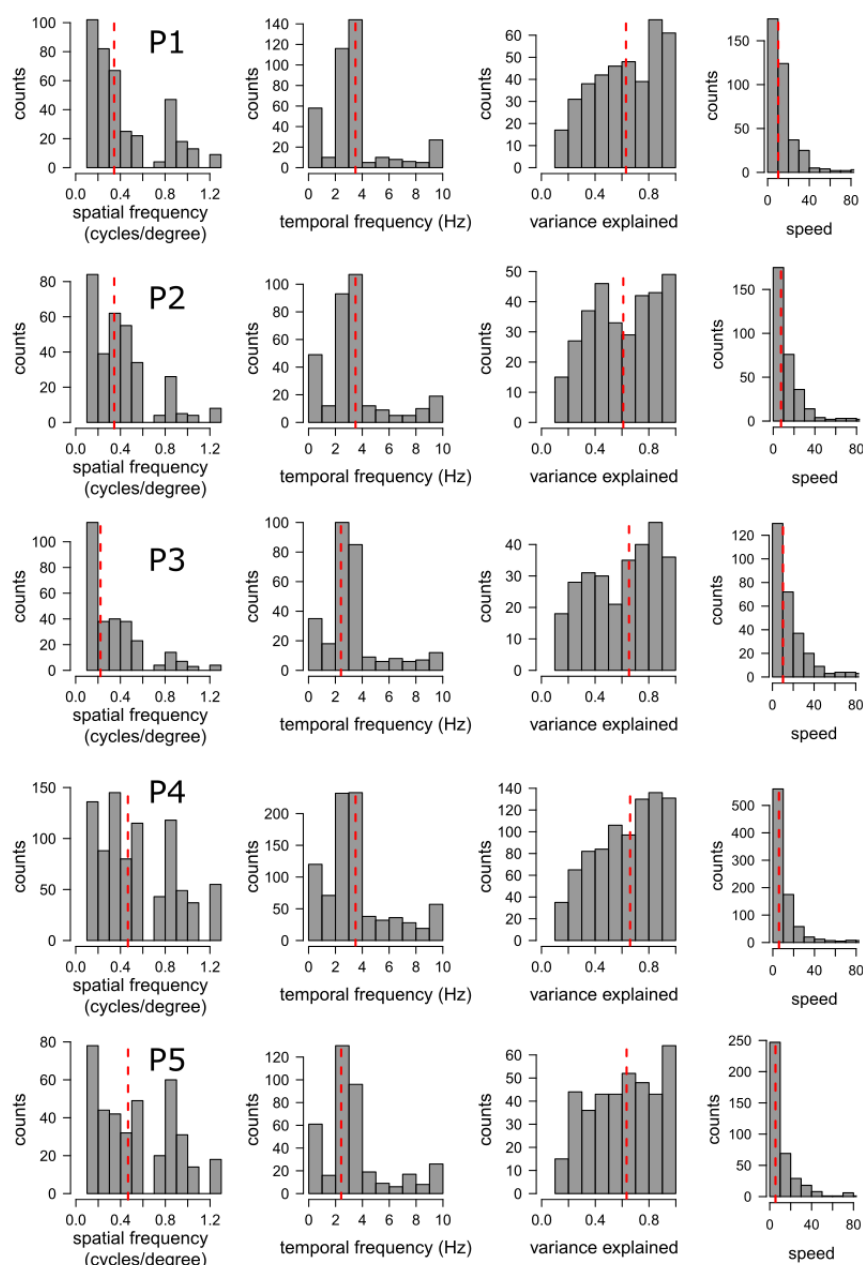 P1
counts
100
80
60
40
20
0
0.0 0.4 0.8 1.2
spatial frequency
(cycles/degree)
counts
140
120
100
80
60
40
20
0
0 2 4 6 8 10
temporal frequency (Hz)
counts
60
50
40
30
20
10
0
0.0 0.4 0.8
variance explained
counts
150
100
50
0
0 40 80
speed
P2
counts
80
60
40
20
0
0.0 0.4 0.8 1.2
spatial frequency
(cycles/degree)
counts
100
80
60
40
20
0
0 2 4 6 8 10
temporal frequency (Hz)
counts
50
40
30
20
10
0
0.0 0.4 0.8
variance explained
counts
150
100
50
0
0 40 80
speed
P3
counts
100
80
60
40
20
0
0.0 0.4 0.8 1.2
spatial frequency
(cycles/degree)
counts
100
80
60
40
20
0
0 2 4 6 8 10
temporal frequency (Hz)
counts
40
30
20
10
0
0.0 0.4 0.8
variance explained
counts
120
100
80
60
40
20
0
0 40 80
speed
P4
counts
150
100
50
0
0.0 0.4 0.8 1.2
spatial frequency
(cycles/degree)
counts
200
150
100
50
0
0 2 4 6 8 10
temporal frequency (Hz)
counts
140
120
100
80
60
40
20
0
0.0 0.4 0.8
variance explained
counts
500
400
300
200
100
0
0 40 80
speed
P5
counts
80
60
40
20
0
0.0 0.4 0.8 1.2
spatial frequency
(cycles/degree)
counts
120
100
80
60
40
20
0
0 2 4 6 8 10
temporal frequency (Hz)
counts
60
50
40
30
20
10
0
0.0 0.4 0.8
variance explained
counts
250
200
150
100
50
0
0 40 80
speed